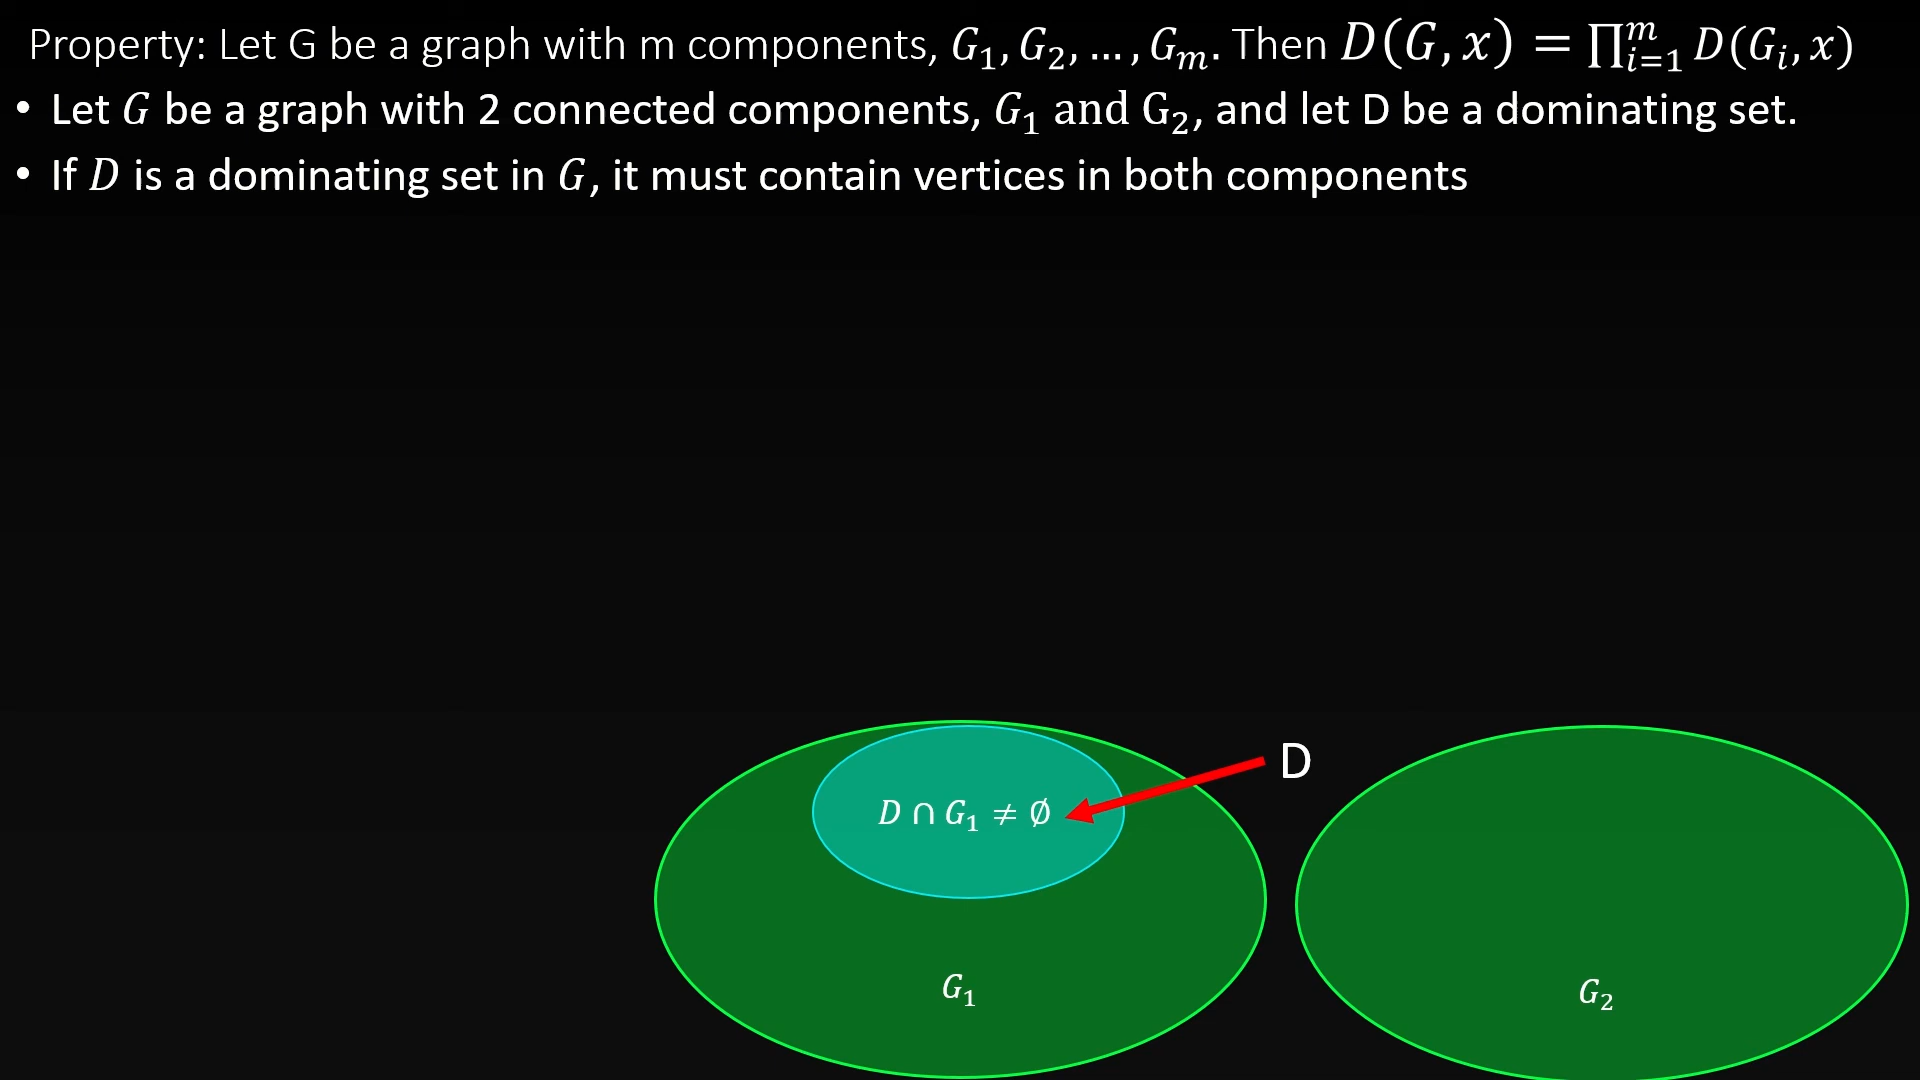 Property: Let G be a graph with m components, G₁, G₂, …, Gₘ. Then D(G, x) = ∏ᵢ₌₁ᵐ D(Gᵢ, x)
• Let G be a graph with 2 connected components, G₁ and G₂, and let D be a dominating set.
• If D is a dominating set in G, it must contain vertices in both components
D
D ∩ G₁ ≠ ∅
G₁
G₂